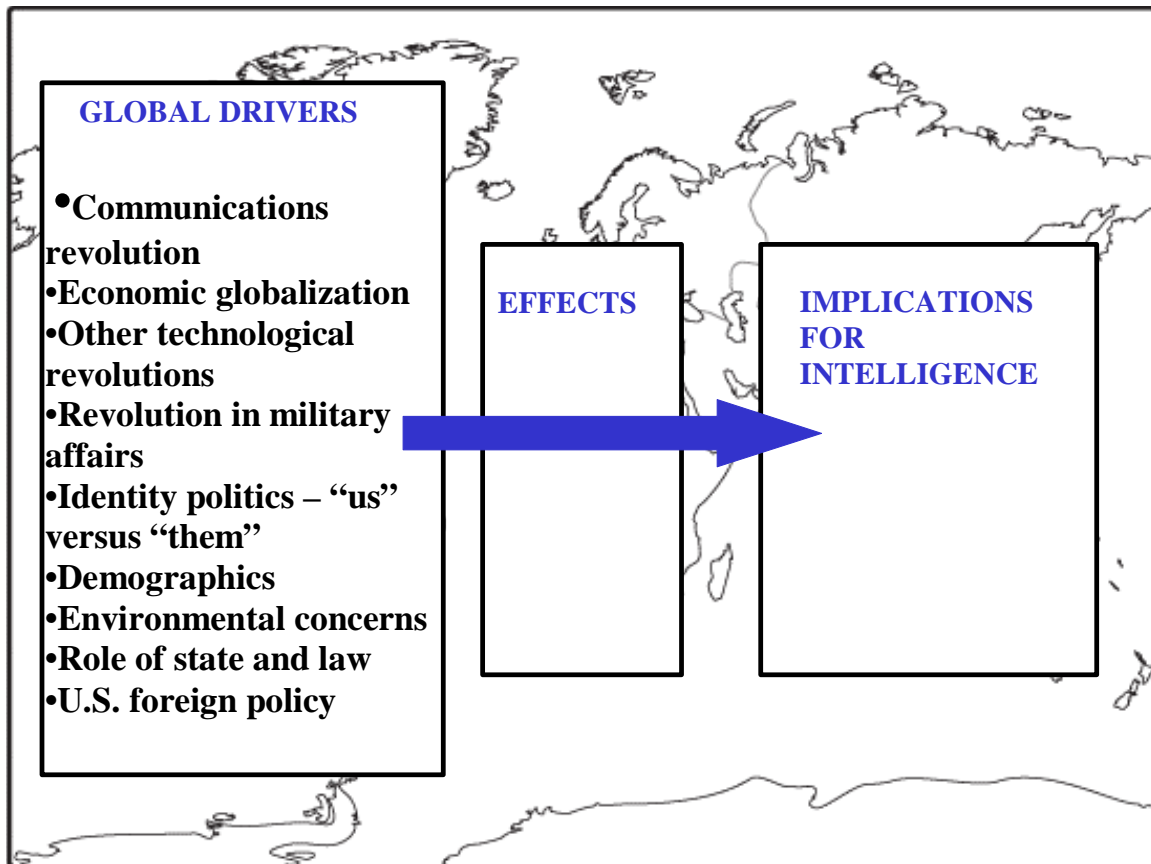 GLOBAL DRIVERS
•Communications
revolution
•Economic globalization
•Other technological
revolutions
•Revolution in military
affairs
•Identity politics – “us”
versus “them”
•Demographics
•Environmental concerns
•Role of state and law
•U.S. foreign policy
EFFECTS
IMPLICATIONS
FOR
INTELLIGENCE